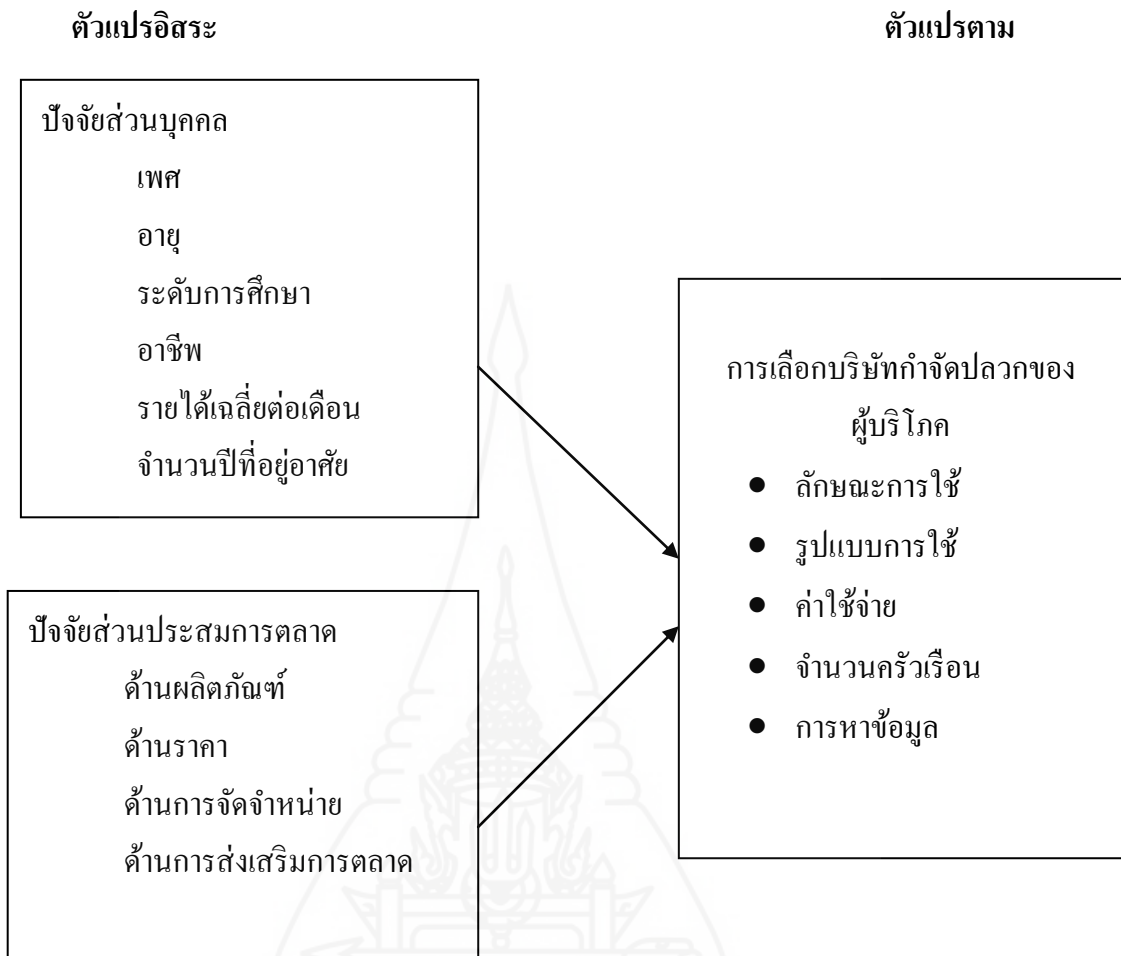 ตัวแปรอิสระ
ตัวแปรตาม
ปัจจัยส่วนบุคคล
เพศ
อายุ
ระดับการศึกษา
อาชีพ
รายได้เฉลี่ยต่อเดือน
จำนวนปีที่อยู่อาศัย
ปัจจัยส่วนประสมการตลาด
ด้านผลิตภัณฑ์
ด้านราคา
ด้านการจัดจำหน่าย
ด้านการส่งเสริมการตลาด
การเลือกบริษัทกำจัดปลวกของ
ผู้บริโภค
● ลักษณะการใช้
● รูปแบบการใช้
● ค่าใช้จ่าย
● จำนวนครัวเรือน
● การหาข้อมูล